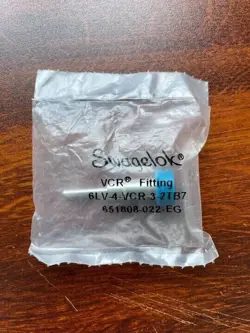 Swagelok®
VCR® Fitting
6LV-4-VCR-3-2TB7
651808-022-EG